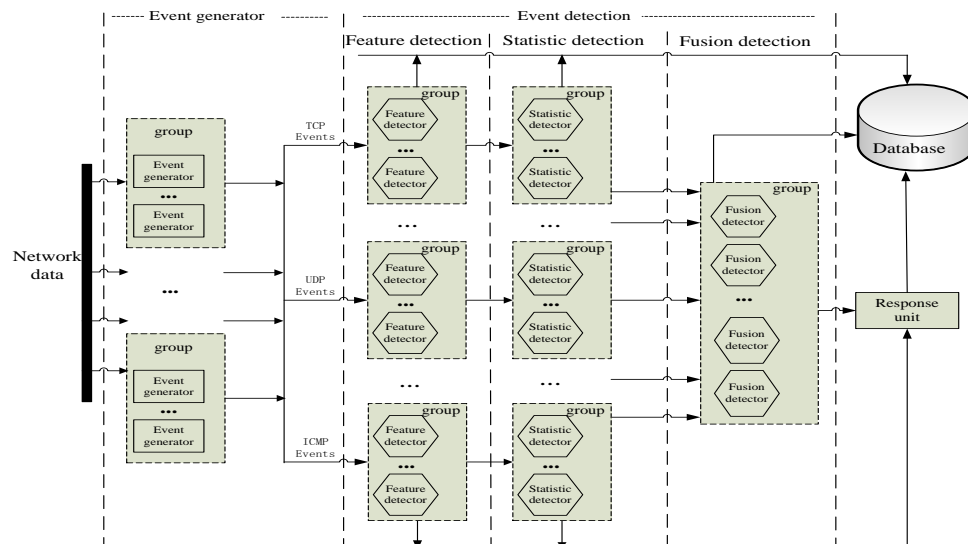 Event generator
Event detection
Feature detection
Statistic detection
Fusion detection
Network
data
group
Event
generator
...
Event
generator
...
group
Event
generator
...
Event
generator
TCP
Events
UDP
Events
ICMP
Events
group
Feature
detector
...
Feature
detector
...
group
Feature
detector
...
Feature
detector
...
group
Feature
detector
...
Feature
detector
group
Statistic
detector
...
Statistic
detector
...
group
Statistic
detector
...
Statistic
detector
...
group
Statistic
detector
...
Statistic
detector
group
Fusion
detector
Fusion
detector
...
Fusion
detector
Fusion
detector
Database
Response
unit